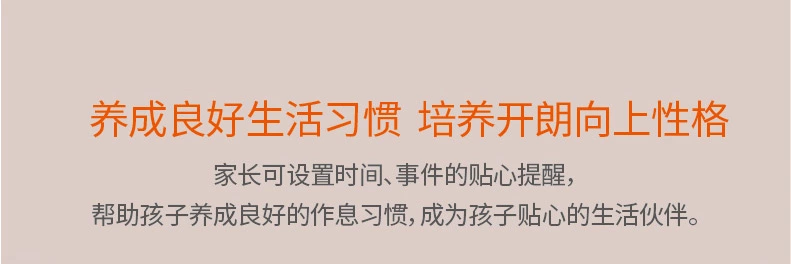 养成良好生活习惯 培养开朗向上性格
家长可设置时间、事件的贴心提醒，
帮助孩子养成良好的作息习惯，成为孩子贴心的生活伙伴。